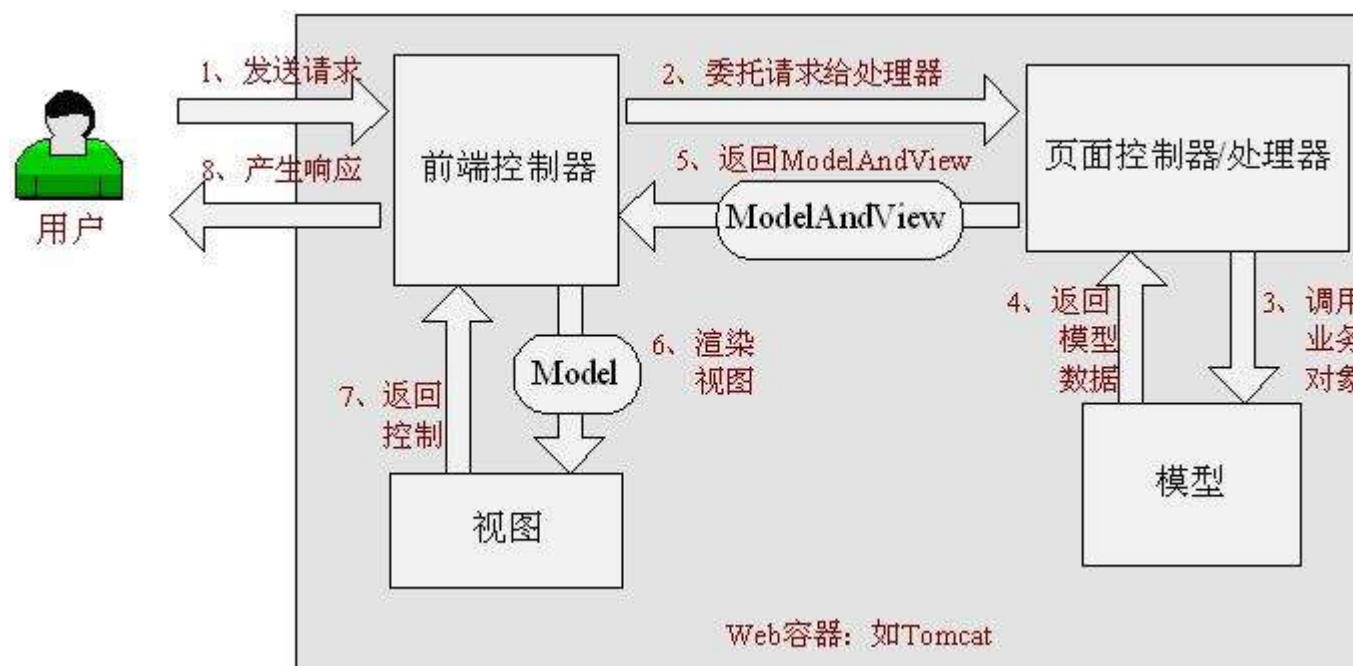 1、发送请求
2、委托请求给处理器
前端控制器
页面控制器/处理器
8、产生响应
5、返回ModelAndView
ModelAndView
用户
4、返回
模型
数据
3、调用
业务
对象
6、渲染
视图
Model
7、返回
控制
视图
模型
Web容器：如Tomcat